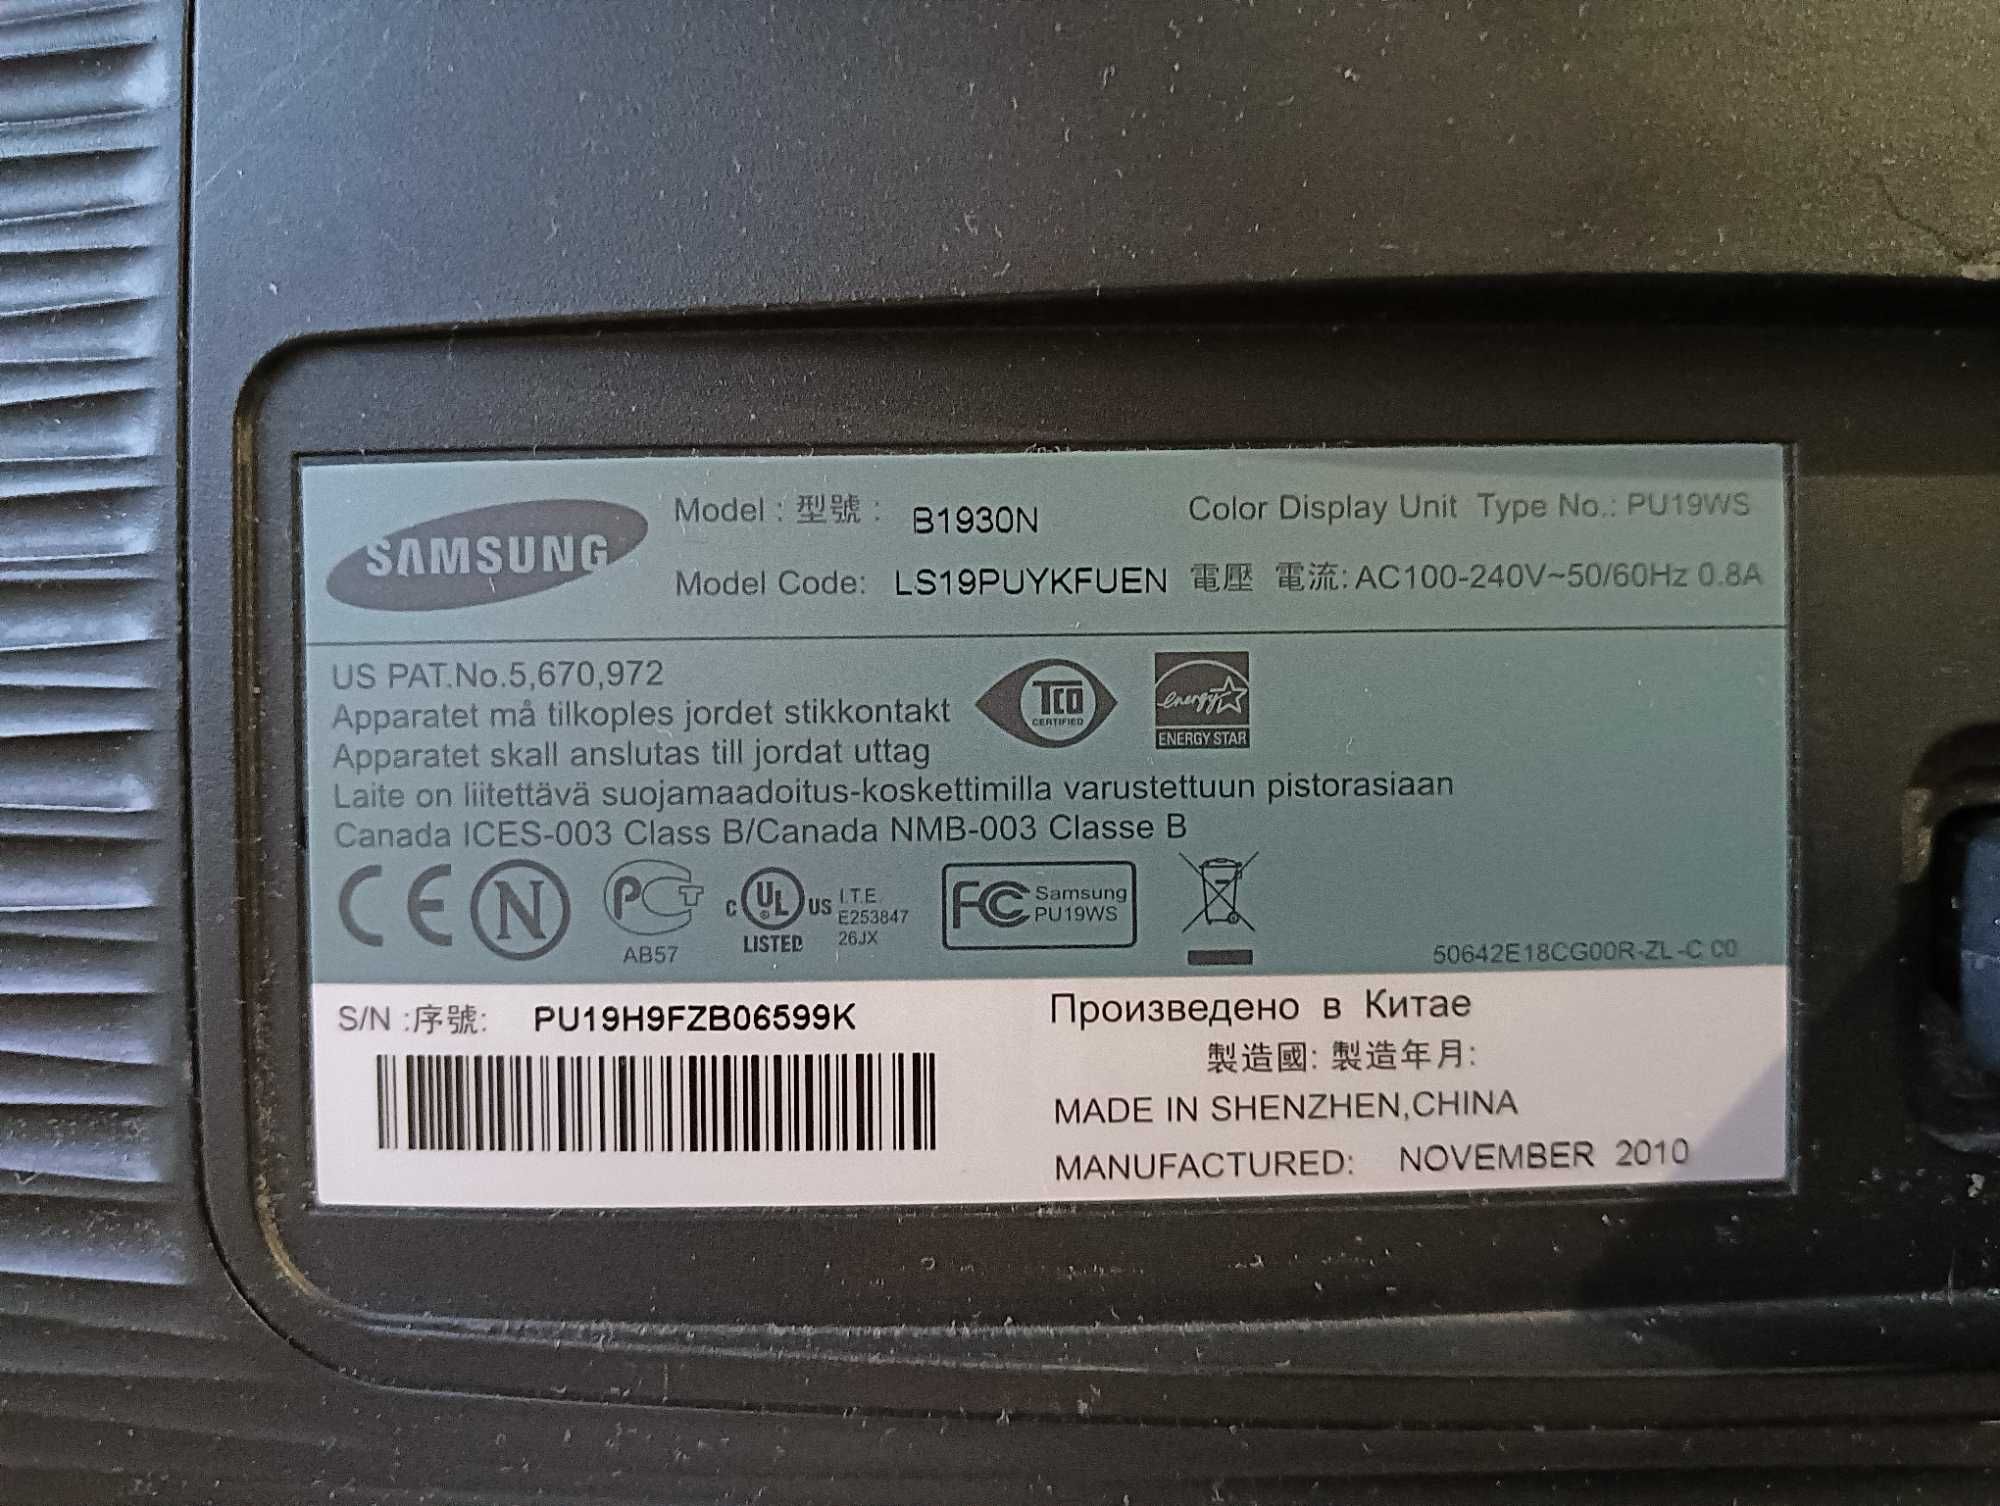 SAMSUNG
Model : 型號 : B1930N
Color Display Unit Type No.: PU19WS
Model Code: LS19PUYKFUEN
電壓 電流: AC100-240V~50/60Hz 0.8A
US PAT.No.5,670,972
Apparatet må tilkoples jordet stikkontakt
Apparatet skall anslutas till jordat uttag
Laite on liitettävä suojamaadoitus-koskettimilla varustettuun pistorasiaan
Canada ICES-003 Class B/Canada NMB-003 Classe B
TCO
CERTIFIED
energy
ENERGY STAR
CE
N
РСТ
AB57
C UL US
LISTED
I.T.E.
E253847
26JX
FC
Samsung
PU19WS
50642E18CG00R-ZL-C 00
S/N :序號: PU19H9FZB06599K
Произведено в Китае
製造國: 製造年月:
MADE IN SHENZHEN,CHINA
MANUFACTURED: NOVEMBER 2010